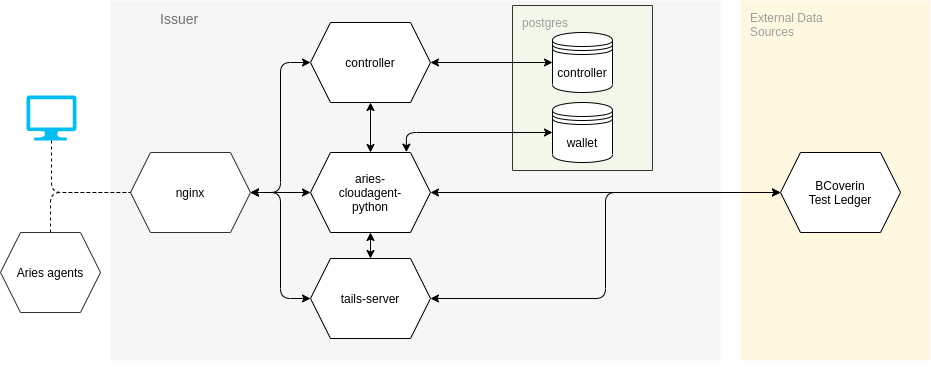 Issuer
postgres
External Data
Sources
controller
controller
wallet
nginx
aries-
cloudagent-
python
BCoverin
Test Ledger
Aries agents
tails-server